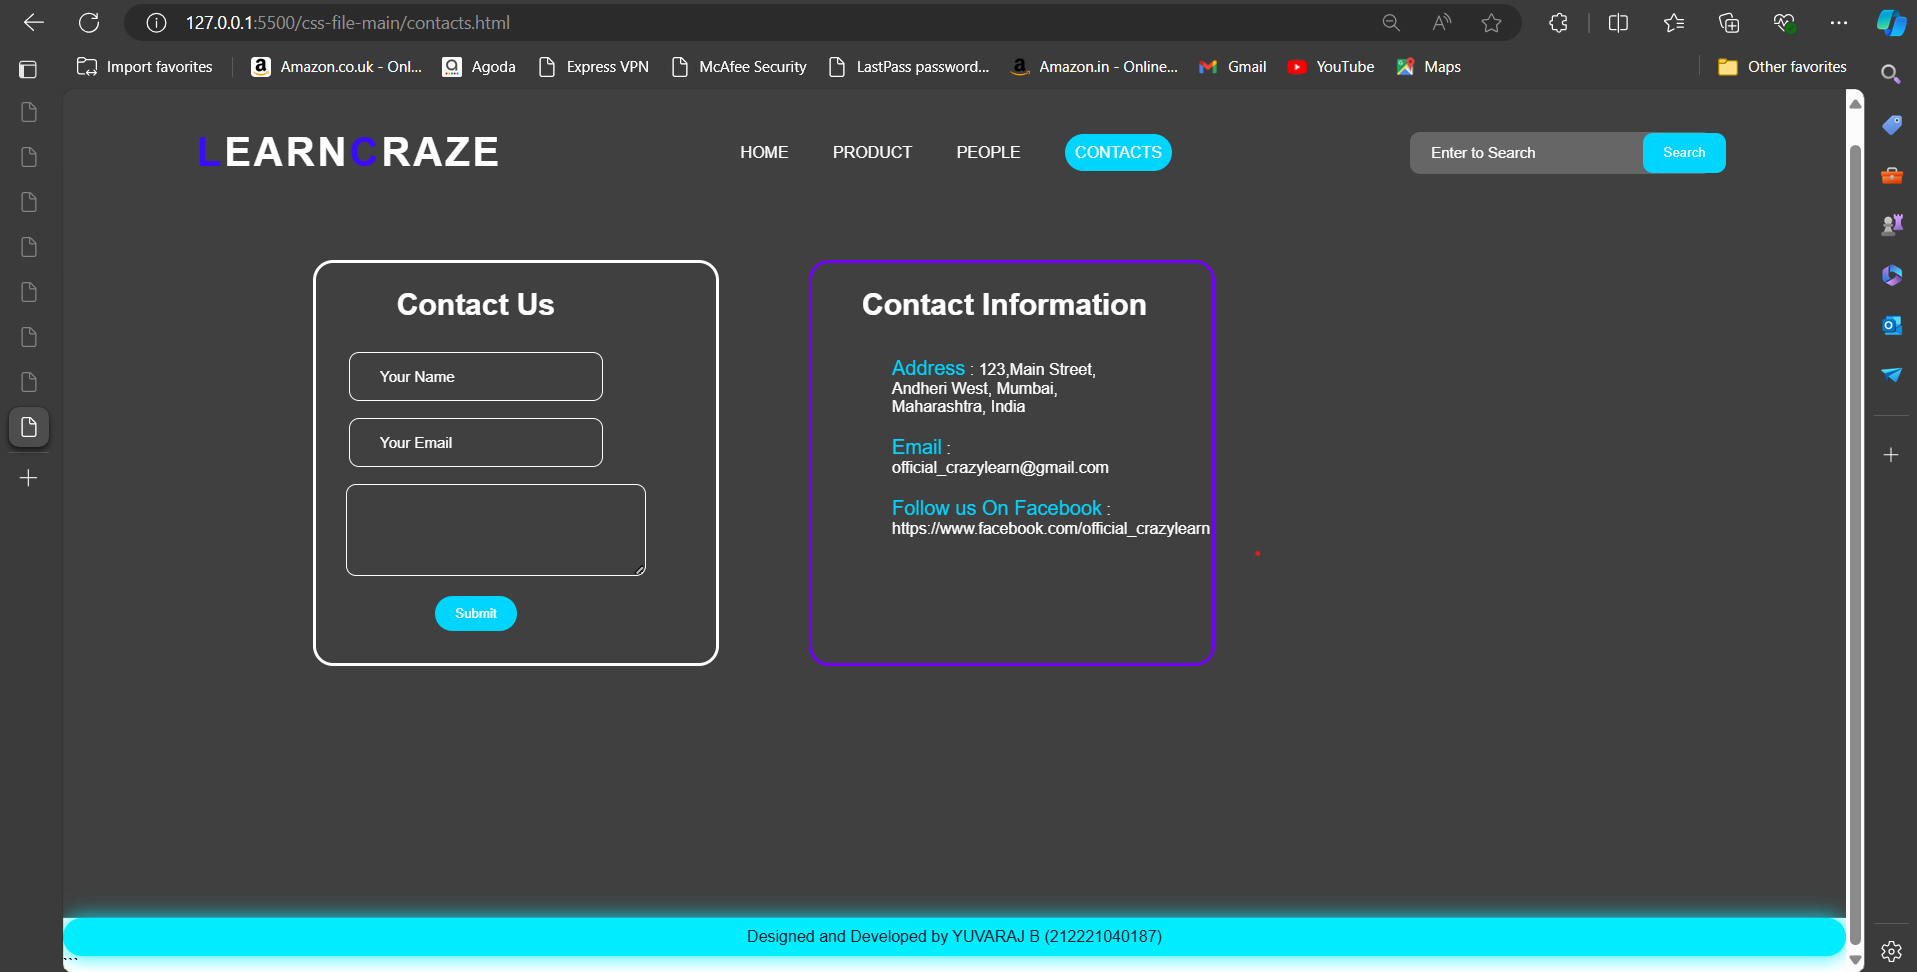 127.0.0.1:5500/css-file-main/contacts.html
Import favorites
Amazon.co.uk - Onl...
Agoda
Express VPN
McAfee Security
LastPass password...
Amazon.in - Online...
Gmail
YouTube
Maps
Other favorites
LEARNCRAZE
HOME
PRODUCT
PEOPLE
CONTACTS
Enter to Search
Search
Contact Us
Your Name
Your Email
Submit
Contact Information
Address : 123,Main Street,
Andheri West, Mumbai,
Maharashtra, India
Email :
official_crazylearn@gmail.com
Follow us On Facebook :
https://www.facebook.com/official_crazylearn
Designed and Developed by YUVARAJ B (212221040187)
```